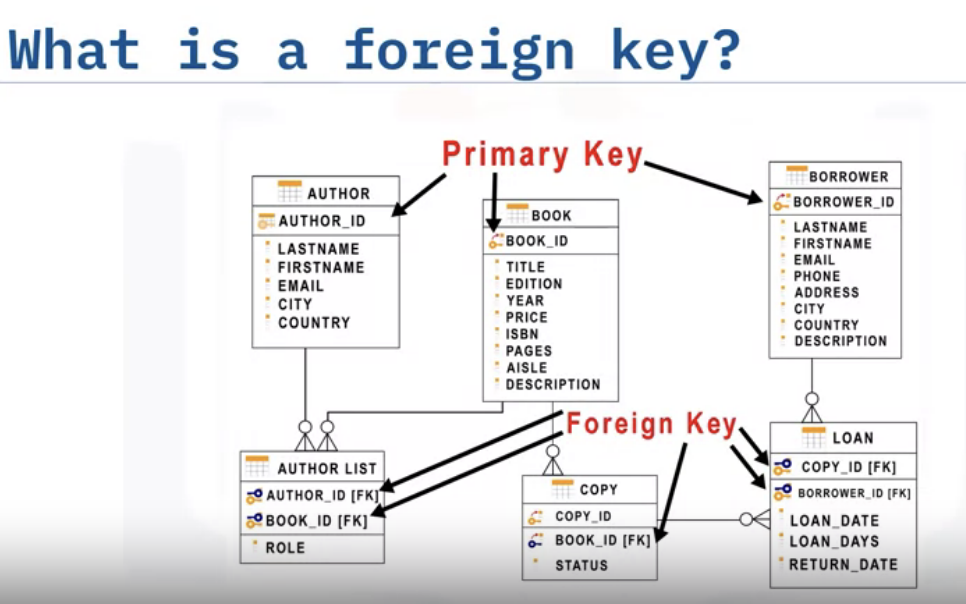 What is a foreign key?
Primary Key
AUTHOR
AUTHOR_ID
LASTNAME
FIRSTNAME
EMAIL
CITY
COUNTRY
BOOK
BOOK_ID
TITLE
EDITION
YEAR
PRICE
ISBN
PAGES
AISLE
DESCRIPTION
BORROWER
BORROWER_ID
LASTNAME
FIRSTNAME
EMAIL
PHONE
ADDRESS
CITY
COUNTRY
DESCRIPTION
Foreign Key
AUTHOR LIST
AUTHOR_ID [FK]
BOOK_ID [FK]
ROLE
COPY
COPY_ID
BOOK_ID [FK]
STATUS
LOAN
COPY_ID [FK]
BORROWER_ID [FK]
LOAN_DATE
LOAN_DAYS
RETURN_DATE